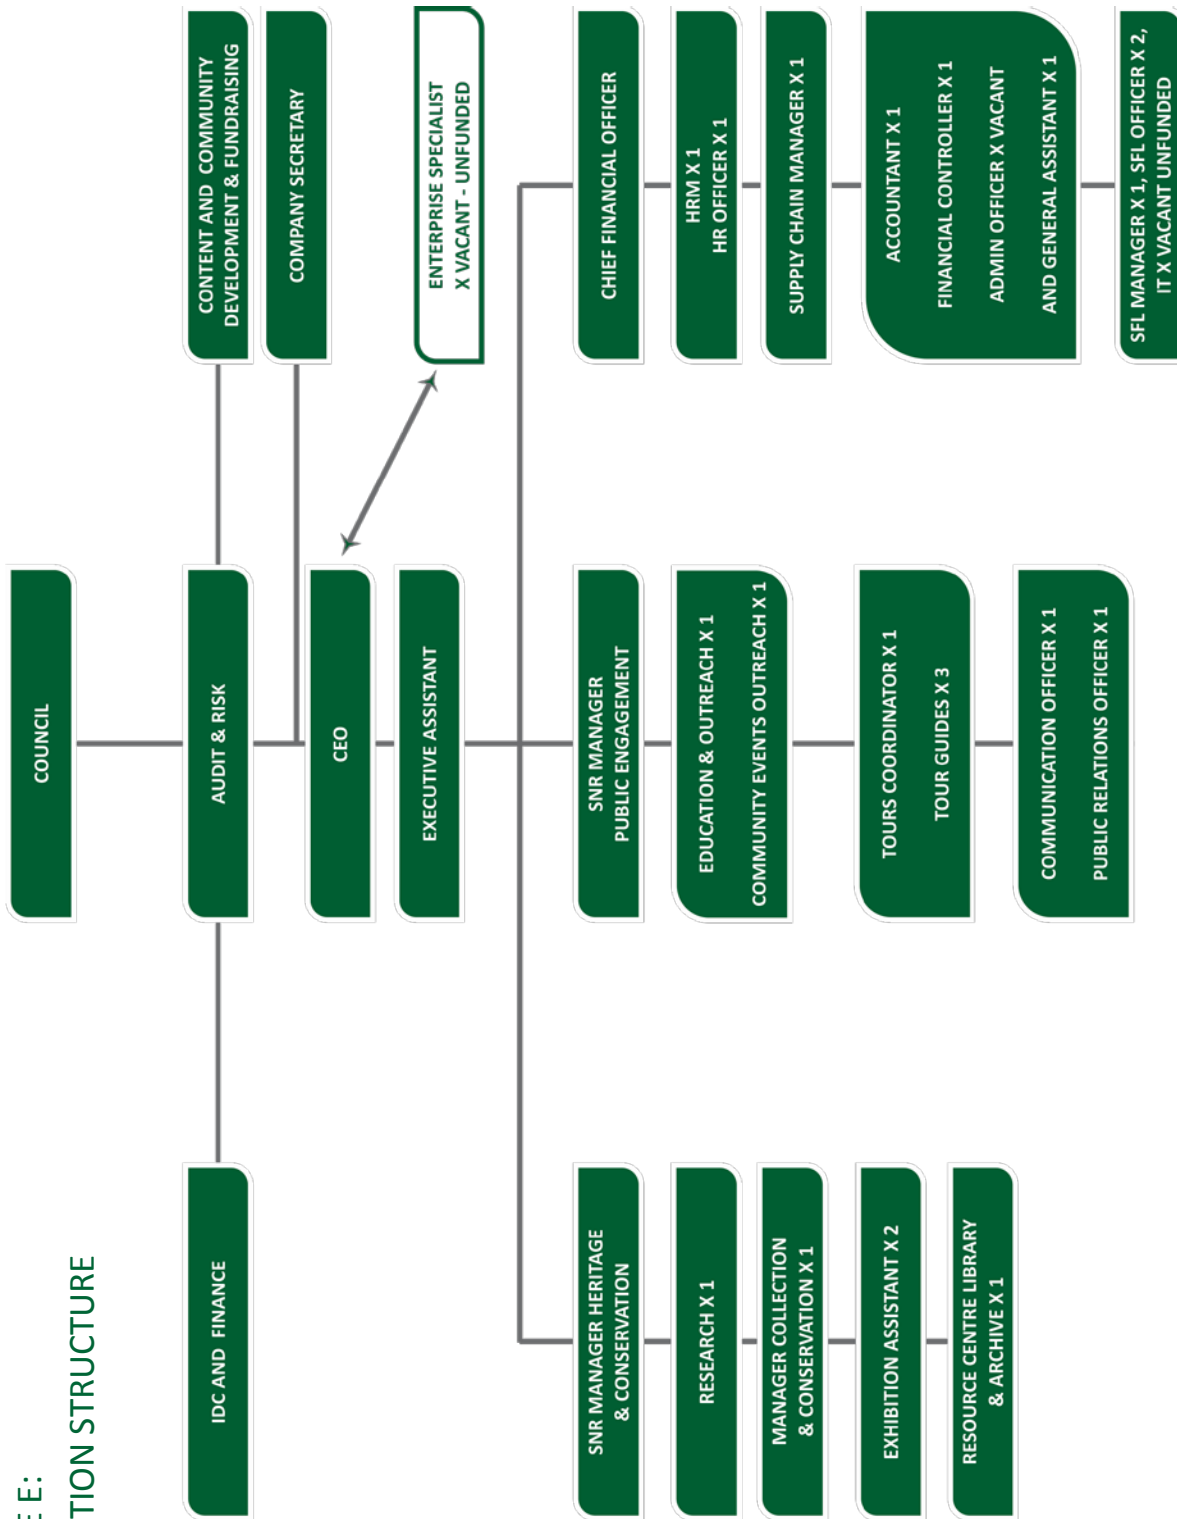 E:
TION STRUCTURE
COUNCIL
IDC AND FINANCE
AUDIT & RISK
CONTENT AND COMMUNITY
DEVELOPMENT & FUNDRAISING
COMPANY SECRETARY
CEO
EXECUTIVE ASSISTANT
ENTERPRISE SPECIALIST
X VACANT - UNFUNDED
SNR MANAGER HERITAGE
& CONSERVATION
RESEARCH X 1
MANAGER COLLECTION
& CONSERVATION X 1
EXHIBITION ASSISTANT X 2
RESOURCE CENTRE LIBRARY
& ARCHIVE X 1
SNR MANAGER
PUBLIC ENGAGEMENT
EDUCATION & OUTREACH X 1
COMMUNITY EVENTS OUTREACH X 1
TOURS COORDINATOR X 1
TOUR GUIDES X 3
COMMUNICATION OFFICER X 1
PUBLIC RELATIONS OFFICER X 1
CHIEF FINANCIAL OFFICER
HRM X 1
HR OFFICER X 1
SUPPLY CHAIN MANAGER X 1
ACCOUNTANT X 1
FINANCIAL CONTROLLER X 1
ADMIN OFFICER X VACANT
AND GENERAL ASSISTANT X 1
SFL MANAGER X 1, SFL OFFICER X 2,
IT X VACANT UNFUNDED